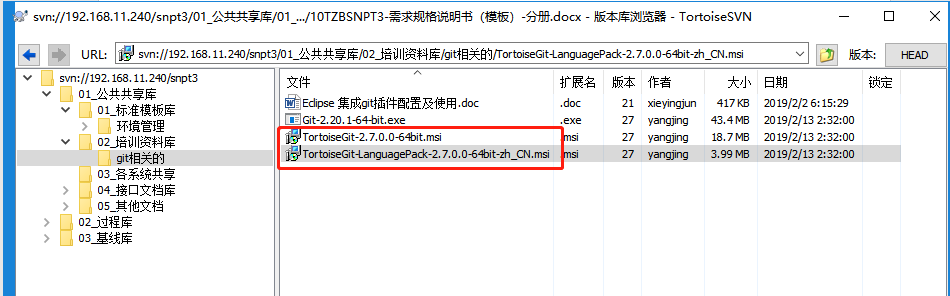 svn://192.168.11.240/snpt3/01_公共共享库/01_.../10TZBSNPT3-需求规格说明书（模板）-分册.docx - 版本库浏览器 - TortoiseSVN
URL: svn://192.168.11.240/snpt3/01_公共共享库/02_培训资料库/git相关的/TortoiseGit-LanguagePack-2.7.0.0-64bit-zh_CN.msi 版本: HEAD
svn://192.168.11.240/snpt3
01_公共共享库
01_标准模板库
环境管理
02_培训资料库
git相关的
03_各系统共享
04_接口文档库
05_其他文档
02_过程库
03_基线库
文件 扩展名 版本 作者 大小 日期 锁定
Eclipse 集成git插件配置及使用.doc .doc 21 xieyingjun 417 KB 2019/2/2 6:15:29
Git-2.20.1-64-bit.exe .exe 27 yangjing 43.4 MB 2019/2/13 2:32:00
TortoiseGit-2.7.0.0-64bit.msi .msi 27 yangjing 18.7 MB 2019/2/13 2:32:00
TortoiseGit-LanguagePack-2.7.0.0-64bit-zh_CN.msi .msi 27 yangjing 3.99 MB 2019/2/13 2:32:00